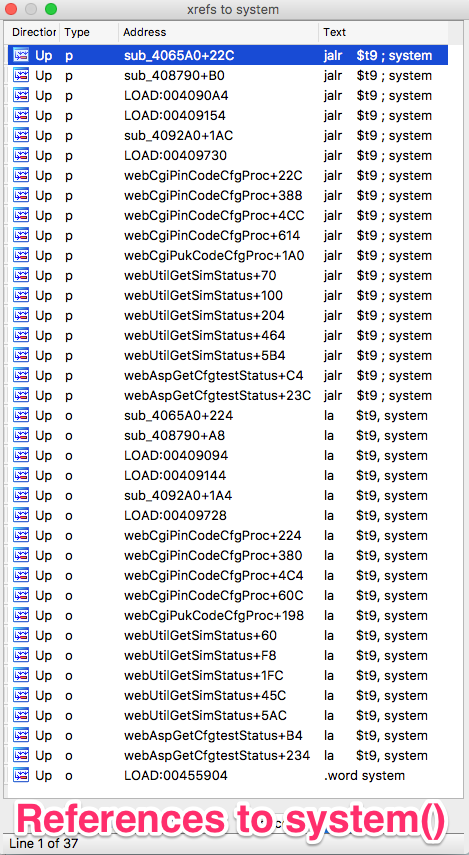 xrefs to system
Direction Type Address Text
Up p sub_4065A0+22C jalr $t9 ; system
Up p sub_408790+B0 jalr $t9 ; system
Up p LOAD:004090A4 jalr $t9 ; system
Up p LOAD:00409154 jalr $t9 ; system
Up p sub_4092A0+1AC jalr $t9 ; system
Up p LOAD:00409730 jalr $t9 ; system
Up p webCgiPinCodeCfgProc+22C jalr $t9 ; system
Up p webCgiPinCodeCfgProc+388 jalr $t9 ; system
Up p webCgiPinCodeCfgProc+4CC jalr $t9 ; system
Up p webCgiPinCodeCfgProc+614 jalr $t9 ; system
Up p webCgiPukCodeCfgProc+1A0 jalr $t9 ; system
Up p webUtilGetSimStatus+70 jalr $t9 ; system
Up p webUtilGetSimStatus+100 jalr $t9 ; system
Up p webUtilGetSimStatus+204 jalr $t9 ; system
Up p webUtilGetSimStatus+464 jalr $t9 ; system
Up p webUtilGetSimStatus+5B4 jalr $t9 ; system
Up p webAspGetCfgtestStatus+C4 jalr $t9 ; system
Up p webAspGetCfgtestStatus+23C jalr $t9 ; system
Up o sub_4065A0+224 la $t9, system
Up o sub_408790+A8 la $t9, system
Up o LOAD:00409094 la $t9, system
Up o LOAD:00409144 la $t9, system
Up o sub_4092A0+1A4 la $t9, system
Up o LOAD:00409728 la $t9, system
Up o webCgiPinCodeCfgProc+224 la $t9, system
Up o webCgiPinCodeCfgProc+380 la $t9, system
Up o webCgiPinCodeCfgProc+4C4 la $t9, system
Up o webCgiPinCodeCfgProc+60C la $t9, system
Up o webCgiPukCodeCfgProc+198 la $t9, system
Up o webUtilGetSimStatus+60 la $t9, system
Up o webUtilGetSimStatus+F8 la $t9, system
Up o webUtilGetSimStatus+1FC la $t9, system
Up o webUtilGetSimStatus+45C la $t9, system
Up o webUtilGetSimStatus+5AC la $t9, system
Up o webAspGetCfgtestStatus+B4 la $t9, system
Up o webAspGetCfgtestStatus+234 la $t9, system
Up o LOAD:00455904 .word system
References to system()
Line 1 of 37